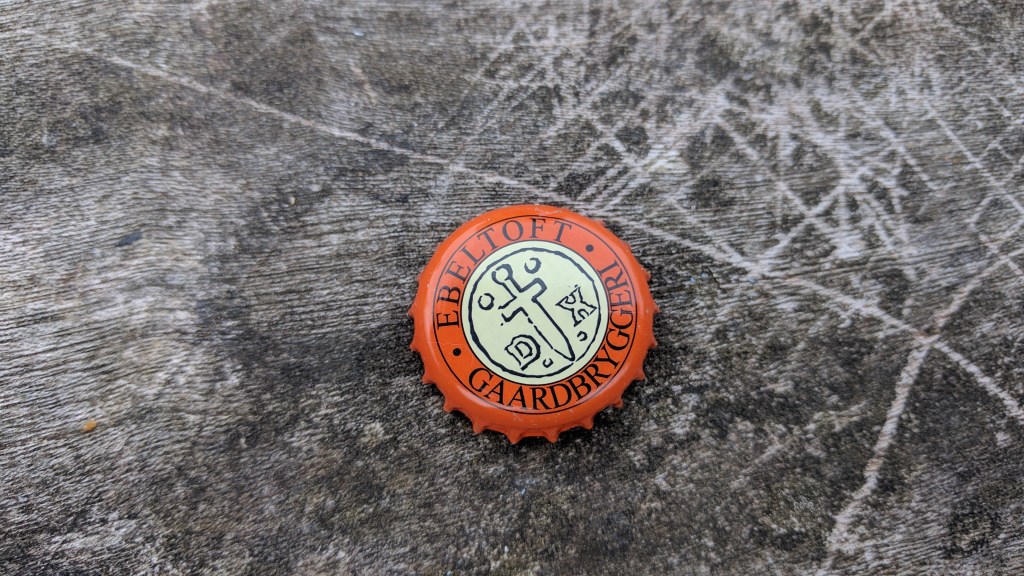 EBELTOFT • GAARDBRYGGERI •
D